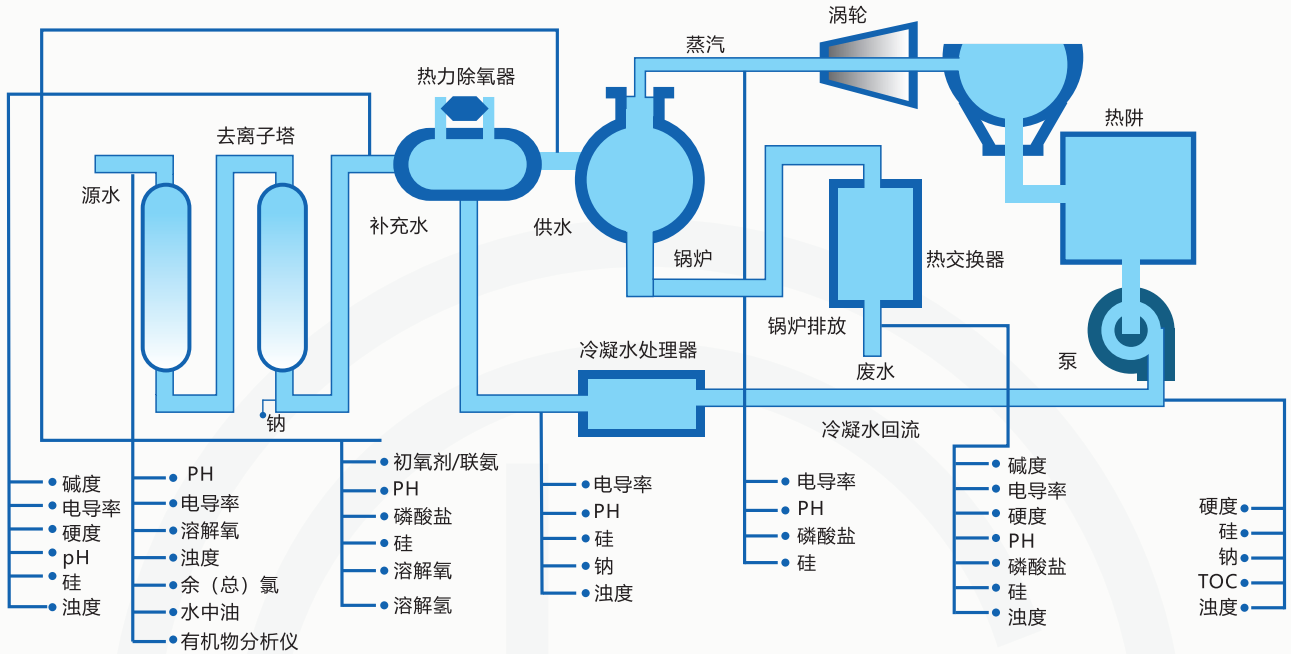 涡轮
蒸汽
热力除氧器
热阱
去离子塔
源水
补充水
供水
锅炉
热交换器
锅炉排放
冷凝水处理器
废水
泵
钠
冷凝水回流
碱度
电导率
硬度
pH
硅
浊度
PH
电导率
溶解氧
浊度
余（总）氯
水中油
有机物分析仪
初氧剂/联氨
PH
磷酸盐
硅
溶解氧
溶解氢
电导率
PH
硅
钠
浊度
电导率
PH
磷酸盐
硅
碱度
电导率
硬度
PH
磷酸盐
硅
浊度
硬度
硅
钠
TOC
浊度